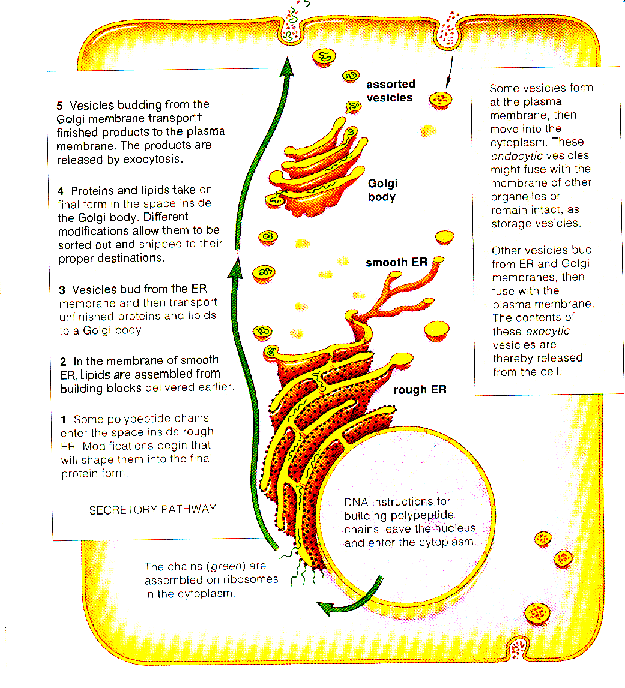 assorted
vesicles
5 Vesicles budding from the
Golgi membrane transport
finished products to the plasma
membrane. The products are
released by exocytosis.
4 Proteins and lipids take on
final form in the space inside
the Golgi body. Different
modifications allow them to be
sorted out and shipped to their
proper destinations.
3 Vesicles bud from the ER
membrane and then transport
unfinished proteins and lipids
to a Golgi body.
2 In the membrane of smooth
ER, lipids are assembled from
building blocks delivered earlier.
1 Some polypeptide chains
enter the space inside rough
ER. Modifications begin that
will shape them into the final
protein form.
SECRETORY PATHWAY
Golgi
body
smooth ER
rough ER
Some vesicles form
at the plasma
membrane, then
move into the
cytoplasm. These
endocytic vesicles
might fuse with the
membrane of other
organelles or
remain intact, as
storage vesicles.
Other vesicles bud
from ER and Golgi
membranes, then
fuse with the
plasma membrane.
The contents of
these exocytic
vesicles are
thereby released
from the cell.
instructions for
building polypeptide
chains leave the nucleus
and enter the cytoplasm.
The chains (green) are
assembled on ribosomes
in the cytoplasm.